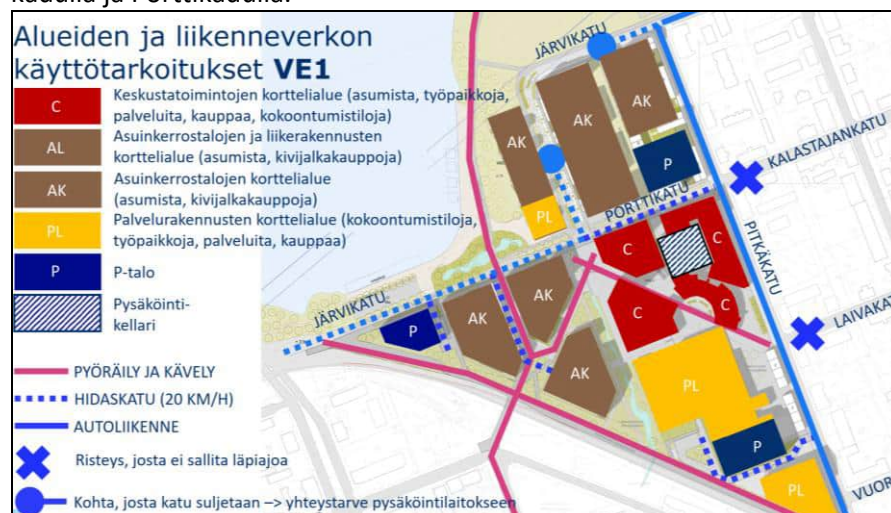 kadulla ja Porttikadulla.
Alueiden ja liikenneverkon
käyttötarkoitukset VE1
C Keskustatoimintojen korttelialue (asumista, työpaikkoja,
palveluita, kauppaa, kokoontumistiloja)
AL Asuinkerrostalojen ja liikerakennusten
korttelialue (asumista, kivijalkakauppoja)
AK Asuinkerrostalojen korttelialue
(asumista, kivijalkakauppoja)
PL Palvelurakennusten korttelialue (kokoontumistiloja,
työpaikkoja, palveluita, kauppaa)
P P-talo
Pysäköinti-
kellari
PYÖRÄILY JA KÄVELY
HIDASKATU (20 KM/H)
AUTOLIIKENNE
Risteys, josta ei sallita läpiajoa
Kohta, josta katu suljetaan –> yhteystarve pysäköintilaitokseen
JÄRVIKATU
AK
AK
AK
P
PL
KALASTAJANKATU
PORTTIKATU
PITKÄKATU
C
C
C
C
JÄRVIKATU
P
AK
AK
AK
LAIVAKA
PL
P
PL
VUOR